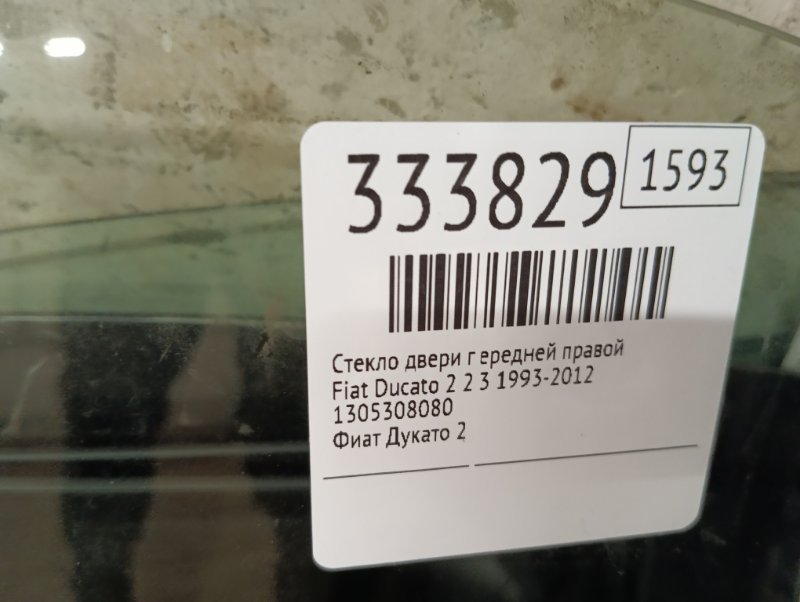 333829
1593
Стекло двери г ередней правой
Fiat Ducato 2 2 3 1993-2012
1305308080
Фиат Дукато 2